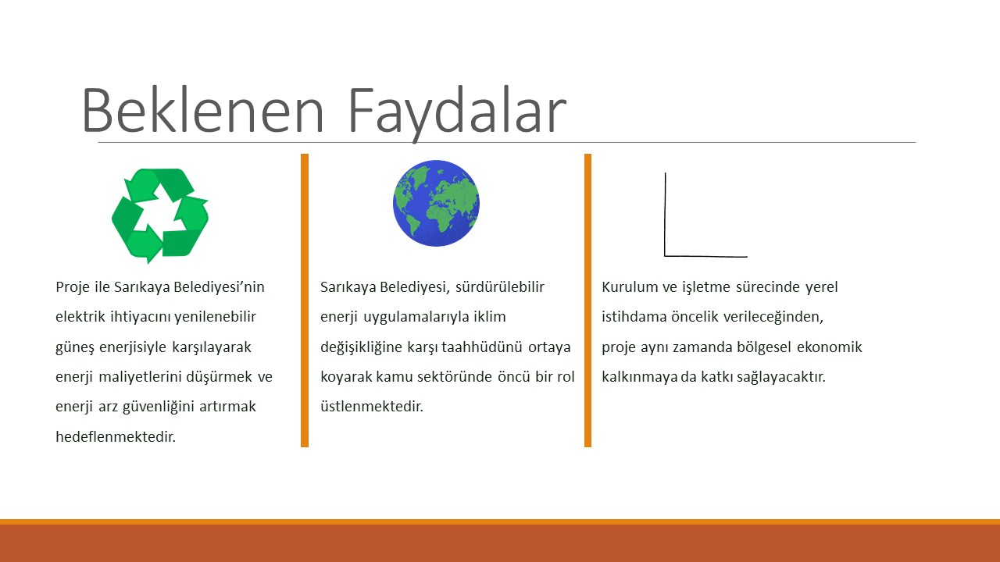 Beklenen Faydalar
Proje ile Sarıkaya Belediyesi’nin
elektrik ihtiyacını yenilenebilir
güneş enerjisiyle karşılayarak
enerji maliyetlerini düşürmek ve
enerji arz güvenliğini artırmak
hedeflenmektedir.
Sarıkaya Belediyesi, sürdürülebilir
enerji uygulamalarıyla iklim
değişikliğine karşı taahhüdünü ortaya
koyarak kamu sektöründe öncü bir rol
üstlenmektedir.
Kurulum ve işletme sürecinde yerel
istihdama öncelik verileceğinden,
proje aynı zamanda bölgesel ekonomik
kalkınmaya da katkı sağlayacaktır.